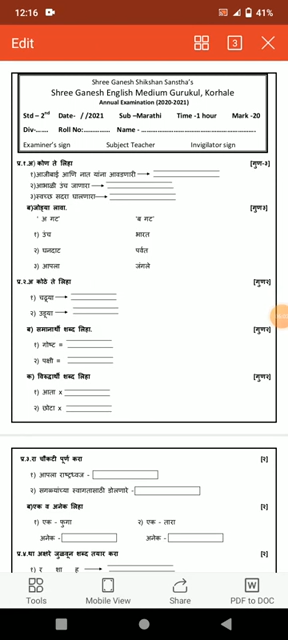 12:16
41%
Edit
3
Shree Ganesh Shikshan Sanstha's
Shree Ganesh English Medium Gurukul, Korhale
Annual Examination (2020-2021)
Std – 2nd Date- / /2021 Sub –Marathi Time -1 hour Mark -20
Div-...... Roll No:............... Name - ......................................................
Examiner's sign Subject Teacher Invigilator sign
प्र.१.अ) कोण ते लिहा [गुण-३]
१)आजीबाई आणि नात यांना आवडणारी
२)आभाळी उंच जाणारा
३)स्वच्छ सदरा घालणारा
ब)जोड्या लावा. [गुण३]
' अ गट' 'ब गट'
१) उंच भारत
२) घनदाट पर्वत
३) आपला जंगले
प्र.२.अ कोठे ते लिहा [गुण२]
१) चढूया
२) उडूया
ब) समानार्थी शब्द लिहा. [गुण२]
१) गोष्ट =
२) पक्षी =
क) विरुद्धार्थी शब्द लिहा [गुण२]
१) आता x
२) छोटा x
प्र.३.रा चौकटी पूर्ण करा [२]
१) आपला राष्ट्रध्वज -
२) सगळ्यांच्या स्वागतासाठी डोलणारे -
ब)एक व अनेक लिहा [२]
१) एक - फुगा २) एक - तारा
अनेक - अनेक -
प्र.४.था अक्षरे जुळवून शब्द तयार करा [२]
१) र शा ह
Tools Mobile View Share PDF to DOC